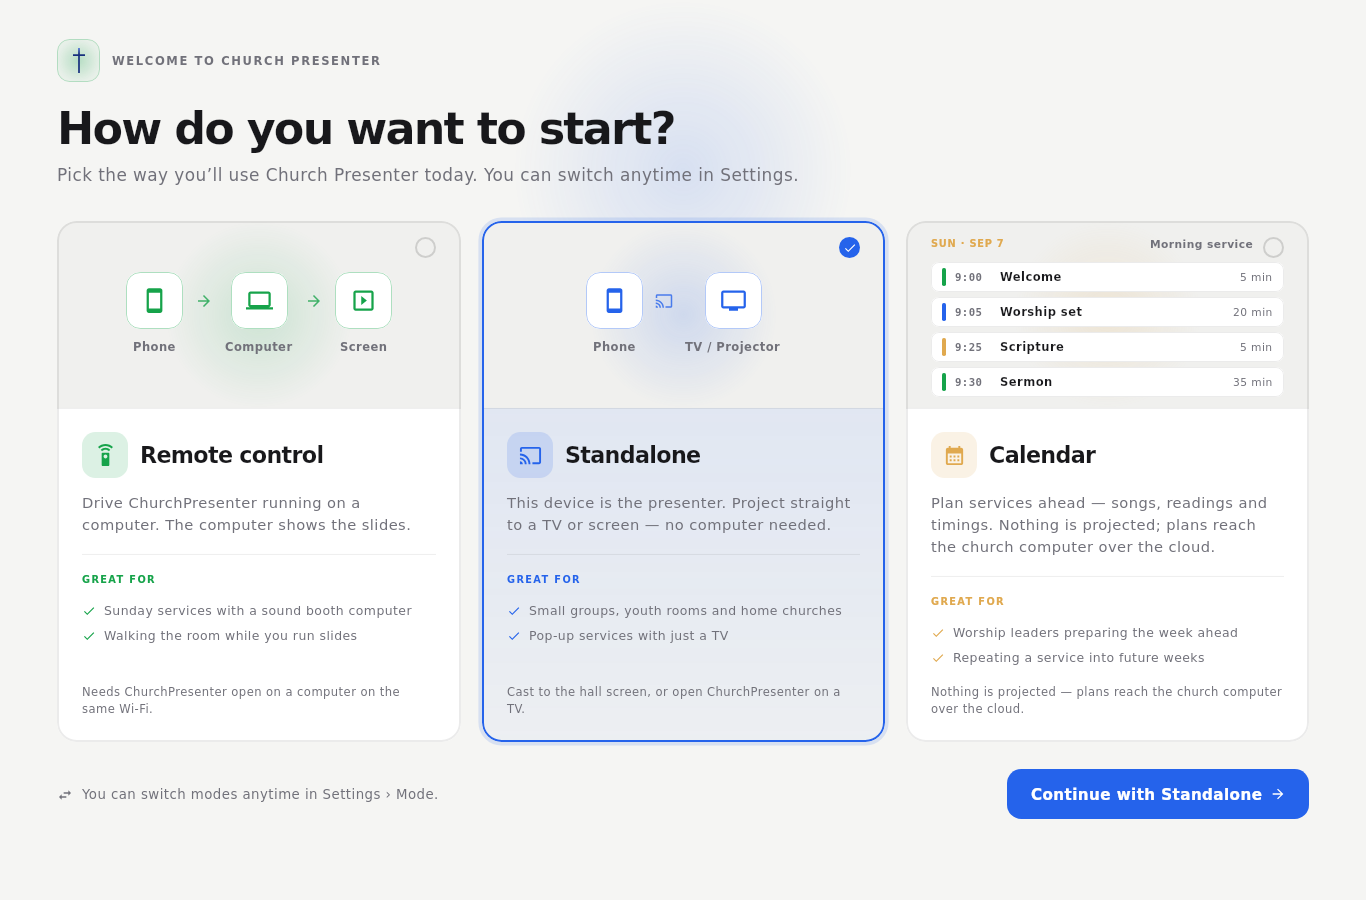 WELCOME TO CHURCH PRESENTER
How do you want to start?
Pick the way you’ll use Church Presenter today. You can switch anytime in Settings.
Phone
Computer
Screen
Remote control
Drive ChurchPresenter running on a
computer. The computer shows the slides.
GREAT FOR
Sunday services with a sound booth computer
Walking the room while you run slides
Needs ChurchPresenter open on a computer on the
same Wi-Fi.
Phone
TV / Projector
Standalone
This device is the presenter. Project straight
to a TV or screen — no computer needed.
GREAT FOR
Small groups, youth rooms and home churches
Pop-up services with just a TV
Cast to the hall screen, or open ChurchPresenter on a
TV.
SUN · SEP 7 Morning service
9:00 Welcome 5 min
9:05 Worship set 20 min
9:25 Scripture 5 min
9:30 Sermon 35 min
Calendar
Plan services ahead — songs, readings and
timings. Nothing is projected; plans reach
the church computer over the cloud.
GREAT FOR
Worship leaders preparing the week ahead
Repeating a service into future weeks
Nothing is projected — plans reach the church computer
over the cloud.
You can switch modes anytime in Settings › Mode.
Continue with Standalone